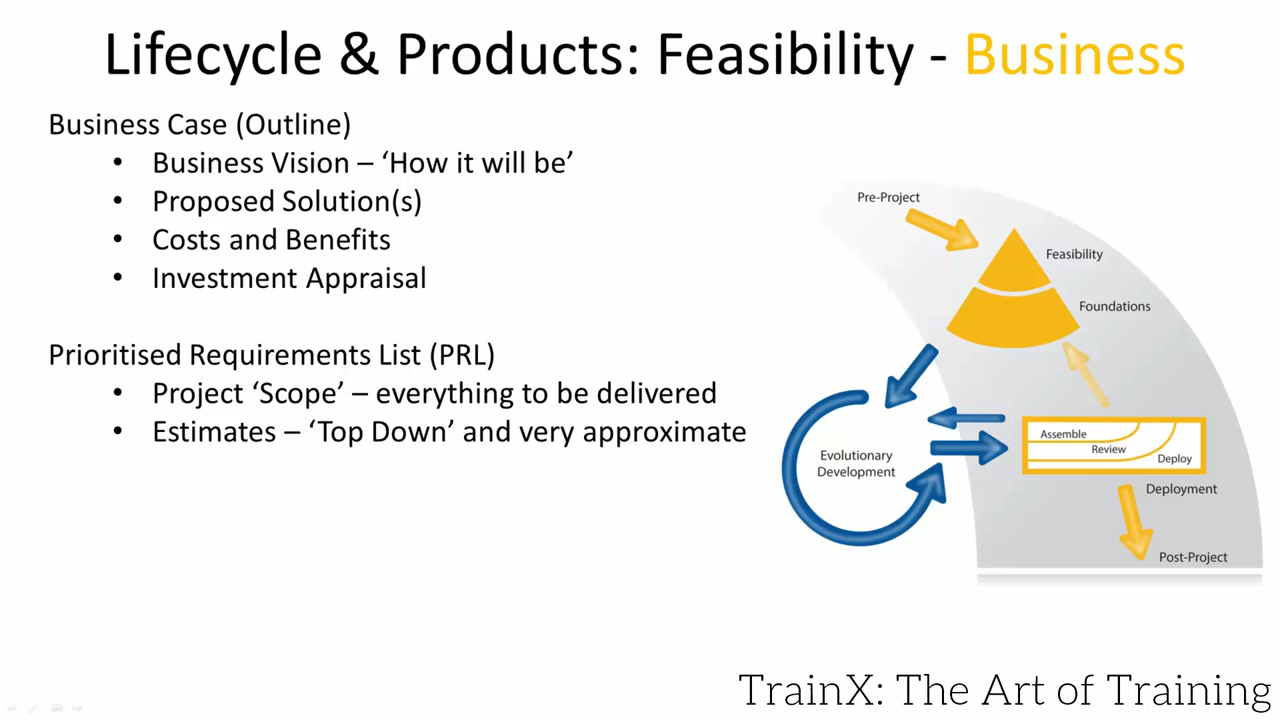 Lifecycle & Products: Feasibility - Business
Business Case (Outline)
• Business Vision – ‘How it will be’
• Proposed Solution(s)
• Costs and Benefits
• Investment Appraisal
Prioritised Requirements List (PRL)
• Project ‘Scope’ – everything to be delivered
• Estimates – ‘Top Down’ and very approximate
Pre-Project
Feasibility
Foundations
Evolutionary
Development
Assemble
Review
Deploy
Deployment
Post-Project
TrainX: The Art of Training